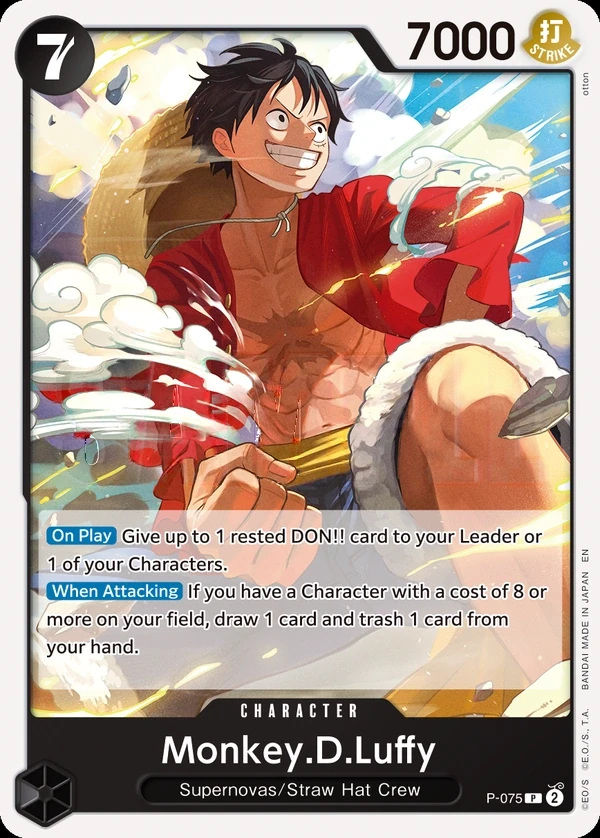 7
7000
打
STRIKE
otton
On Play Give up to 1 rested DON!! card to your Leader or
1 of your Characters.
When Attacking If you have a Character with a cost of 8 or
more on your field, draw 1 card and trash 1 card from
your hand.
CHARACTER
Monkey.D.Luffy
Supernovas/Straw Hat Crew
P-075 P 2
©E.O/S ©E.O./S., T.A. BANDAI MADE IN JAPAN EN